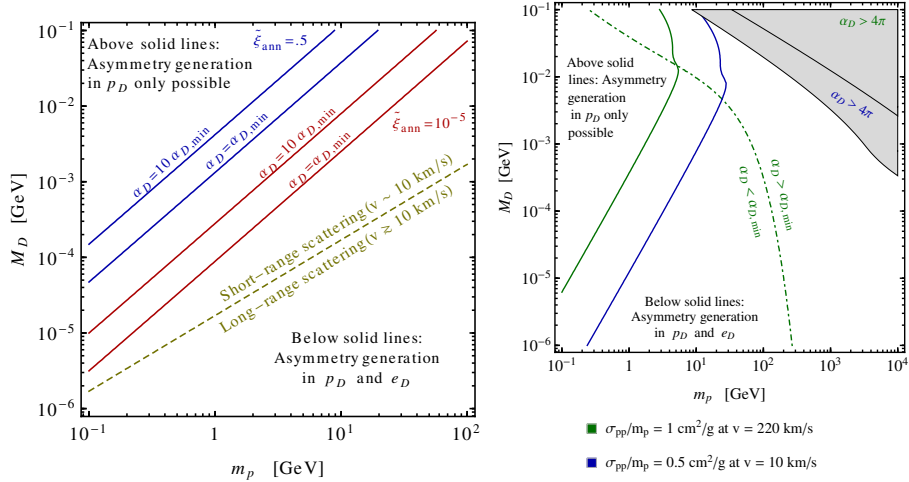 Above solid lines:
Asymmetry generation
in p_D only possible
ξ̃_ann = .5
α_D = 10 α_D,min
α_D = α_D,min
ξ̃_ann = 10^-5
α_D = 10 α_D,min
α_D = α_D,min
Short-range scattering (v ~ 10 km/s)
Long-range scattering (v ≳ 10 km/s)
Below solid lines:
Asymmetry generation
in p_D and e_D
M_D [GeV]
10^-1
10^-2
10^-3
10^-4
10^-5
10^-6
10^-1 1 10^1 10^2
m_p [GeV]
Above solid
lines: Asymmetry
generation
in p_D only
possible
α_D > 4π
α_D > 4π
α_D > α_D,min
α_D < α_D,min
Below solid lines:
Asymmetry generation
in p_D and e_D
M_D [GeV]
10^-1
10^-2
10^-3
10^-4
10^-5
10^-6
10^-1 1 10^1 10^2 10^3 10^4
m_p [GeV]
σ_pp/m_p = 1 cm²/g at v = 220 km/s
σ_pp/m_p = 0.5 cm²/g at v = 10 km/s